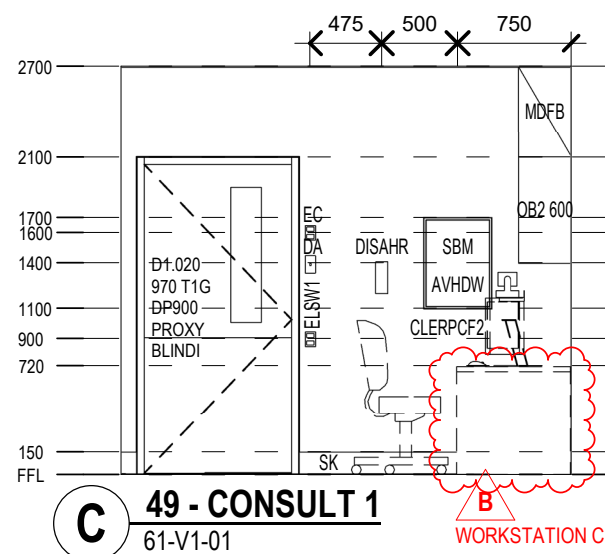 475 500 750
2700
MDFB
2100
1700
EC
OB2 600
1600
DA
DISAHR
SBM
1400
D1.020
970 T1G
DP900
PROXY
BLINDI
AVHDW
ELSW1
1100
CLERPCF2
900
720
150
SK
FFL
B
C
49 - CONSULT 1
61-V1-01
WORKSTATION C